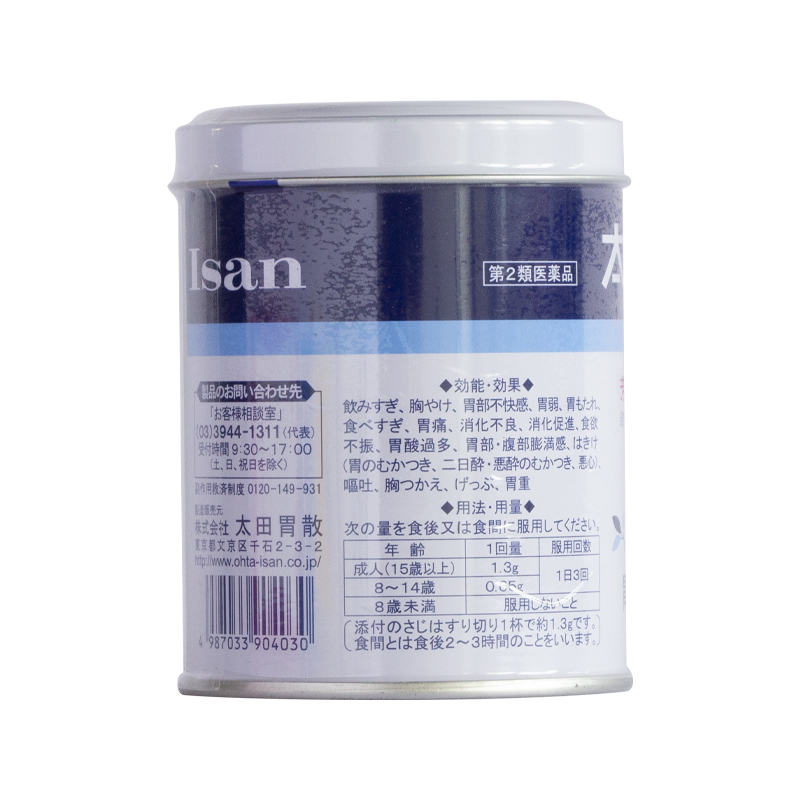 Isan
第2類医薬品
太
製品のお問い合わせ先
「お客様相談室」
(03)3944-1311(代表)
受付時間 9:30〜17:00
(土、日、祝日を除く)
副作用救済制度 0120-149-931
製造販売元
株式会社 太田胃散
東京都文京区千石2-3-2
http://www.ohta-isan.co.jp/
4 987033 904030
◆効能・効果◆
飲みすぎ、胸やけ、胃部不快感、胃弱、胃もたれ、
食べすぎ、胃痛、消化不良、消化促進、食欲
不振、胃酸過多、胃部・腹部膨満感、はきけ
(胃のむかつき、二日酔・悪酔のむかつき、悪心)、
嘔吐、胸つかえ、げっぷ、胃重
◆用法・用量◆
次の量を食後又は食間に服用してください。
年齢 1回量 服用回数
成人(15歳以上) 1.3g 1日3回
8〜14歳 0.65g
8歳未満 服用しないこと
添付のさじはすり切り1杯で約1.3gです。
食間とは食後2〜3時間のことをいいます。